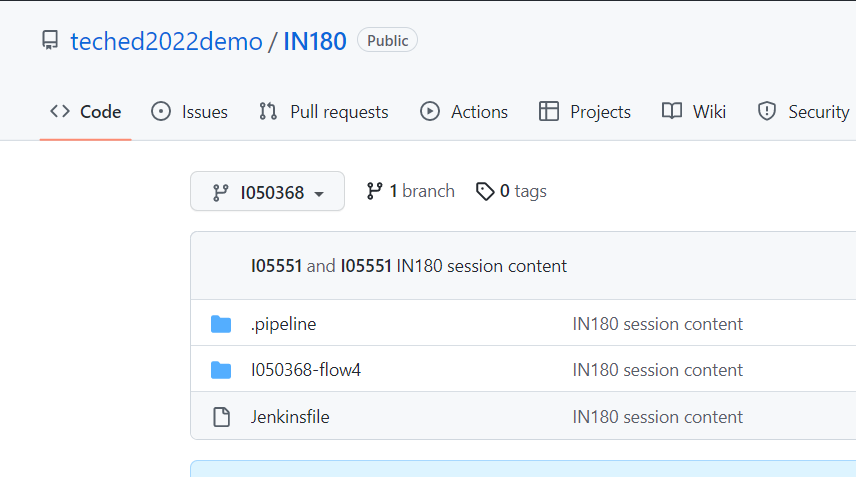 teched2022demo / IN180 Public
Code Issues Pull requests Actions Projects Wiki Security
I050368 1 branch 0 tags
I05551 and I05551 IN180 session content
.pipeline IN180 session content
I050368-flow4 IN180 session content
Jenkinsfile IN180 session content